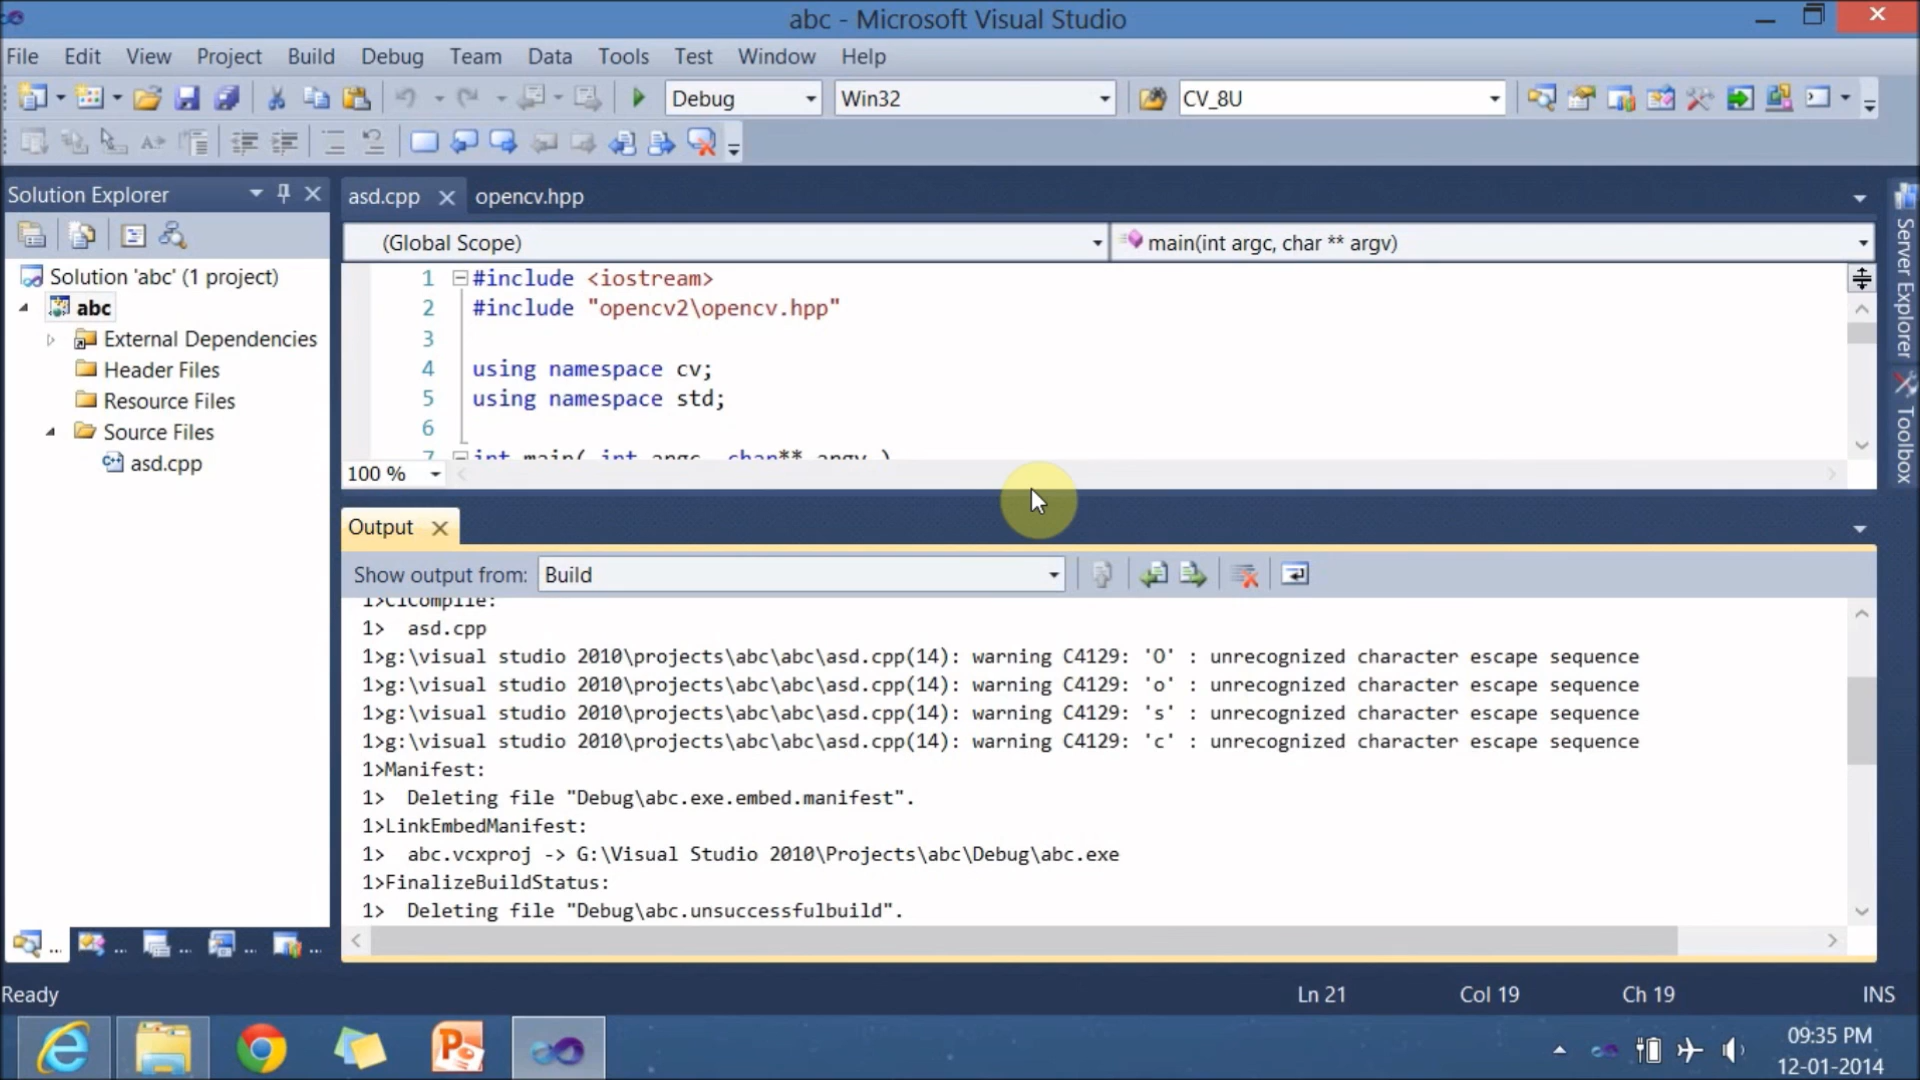 abc - Microsoft Visual Studio
File Edit View Project Build Debug Team Data Tools Test Window Help
Debug Win32 CV_8U
Solution Explorer
Solution 'abc' (1 project)
abc
External Dependencies
Header Files
Resource Files
Source Files
asd.cpp
asd.cpp opencv.hpp
(Global Scope) main(int argc, char ** argv)
1 #include <iostream>
2 #include "opencv2\opencv.hpp"
3
4 using namespace cv;
5 using namespace std;
6
7 int main( int argc, char** argv )
100 %
Server Explorer
Toolbox
Output
Show output from: Build
1>ClCompile:
1>  asd.cpp
1>g:\visual studio 2010\projects\abc\abc\asd.cpp(14): warning C4129: 'O' : unrecognized character escape sequence
1>g:\visual studio 2010\projects\abc\abc\asd.cpp(14): warning C4129: 'o' : unrecognized character escape sequence
1>g:\visual studio 2010\projects\abc\abc\asd.cpp(14): warning C4129: 's' : unrecognized character escape sequence
1>g:\visual studio 2010\projects\abc\abc\asd.cpp(14): warning C4129: 'c' : unrecognized character escape sequence
1>Manifest:
1>  Deleting file "Debug\abc.exe.embed.manifest".
1>LinkEmbedManifest:
1>  abc.vcxproj -> G:\Visual Studio 2010\Projects\abc\Debug\abc.exe
1>FinalizeBuildStatus:
1>  Deleting file "Debug\abc.unsuccessfulbuild".
... ... ... ... ...
Ready Ln 21 Col 19 Ch 19 INS
09:35 PM
12-01-2014